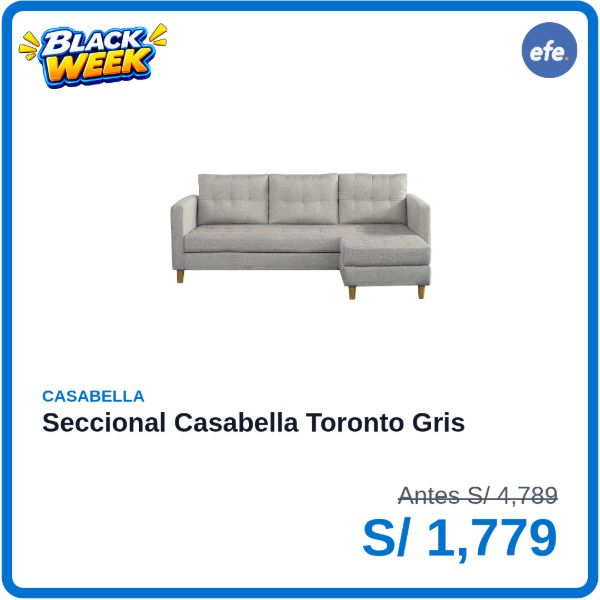 BLACK
WEEK
efe.
CASABELLA
Seccional Casabella Toronto Gris
Antes S/ 4,789
S/ 1,779